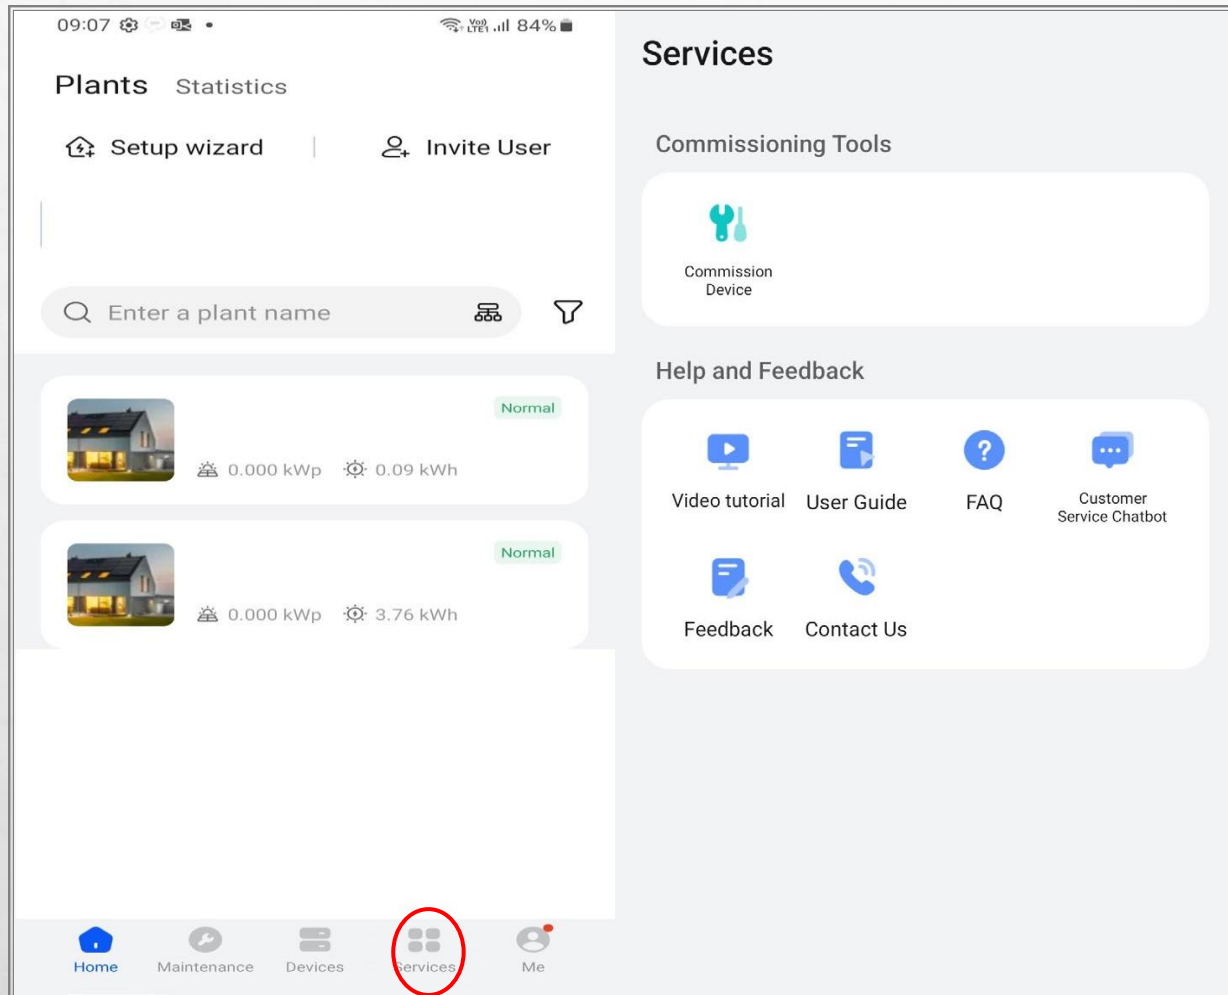 09:07
Vo)) LTE1 84%
Plants Statistics
Setup wizard | Invite User
Enter a plant name
Normal
0.000 kWp 0.09 kWh
Normal
0.000 kWp 3.76 kWh
Home Maintenance Devices Services Me
Services
Commissioning Tools
Commission
Device
Help and Feedback
Video tutorial User Guide FAQ Customer
Service Chatbot
Feedback Contact Us